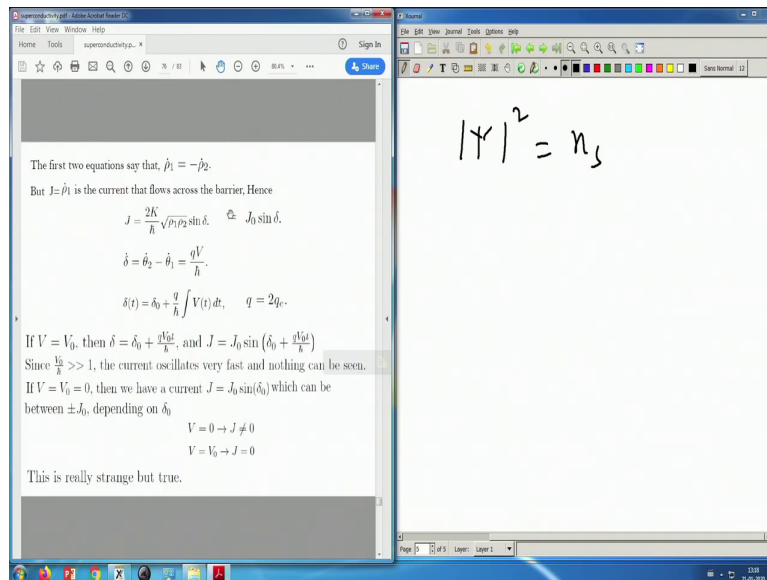 superconductivity.pdf - Adobe Acrobat Reader DC
File Edit View Window Help
Home Tools superconductivity.p... × Sign In
76 / 83 80.4% Share
The first two equations say that, ρ̇₁ = −ρ̇₂.
But J=ρ̇₁ is the current that flows across the barrier, Hence
J = 2K/ħ √ρ₁ρ₂ sin δ. J₀ sin δ.
δ̇ = θ̇₂ − θ̇₁ = qV/ħ.
δ(t) = δ₀ + q/ħ ∫ V(t) dt, q = 2qₑ.
If V = V₀, then δ = δ₀ + qV₀t/ħ, and J = J₀ sin (δ₀ + qV₀t/ħ)
Since V₀/ħ >> 1, the current oscillates very fast and nothing can be seen.
If V = V₀ = 0, then we have a current J = J₀ sin(δ₀) which can be
between ±J₀, depending on δ₀
V = 0 → J ≠ 0
V = V₀ → J = 0
This is really strange but true.
Xournal
File Edit View Journal Tools Options Help
Sans Normal 12
|Ψ|² = nₛ
Page 5 of 5 Layer: Layer 1
13:18